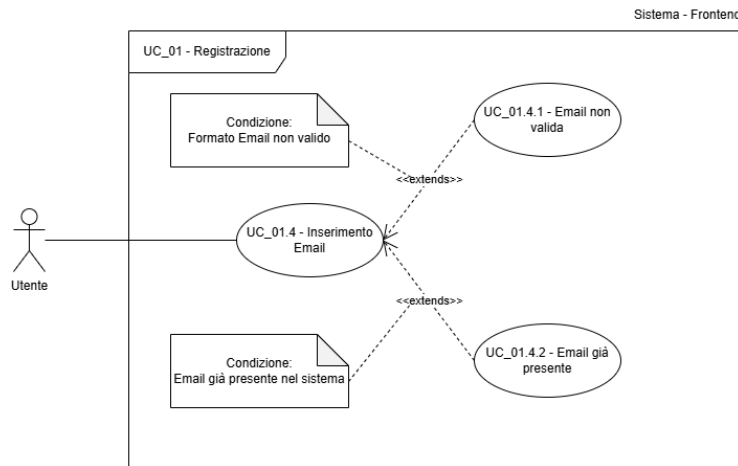 Sistema - Frontend
UC_01 - Registrazione
Condizione:
Formato Email non valido
UC_01.4.1 - Email non
valida
<<extends>>
UC_01.4 - Inserimento
Email
Utente
<<extends>>
Condizione:
Email già presente nel sistema
UC_01.4.2 - Email già
presente